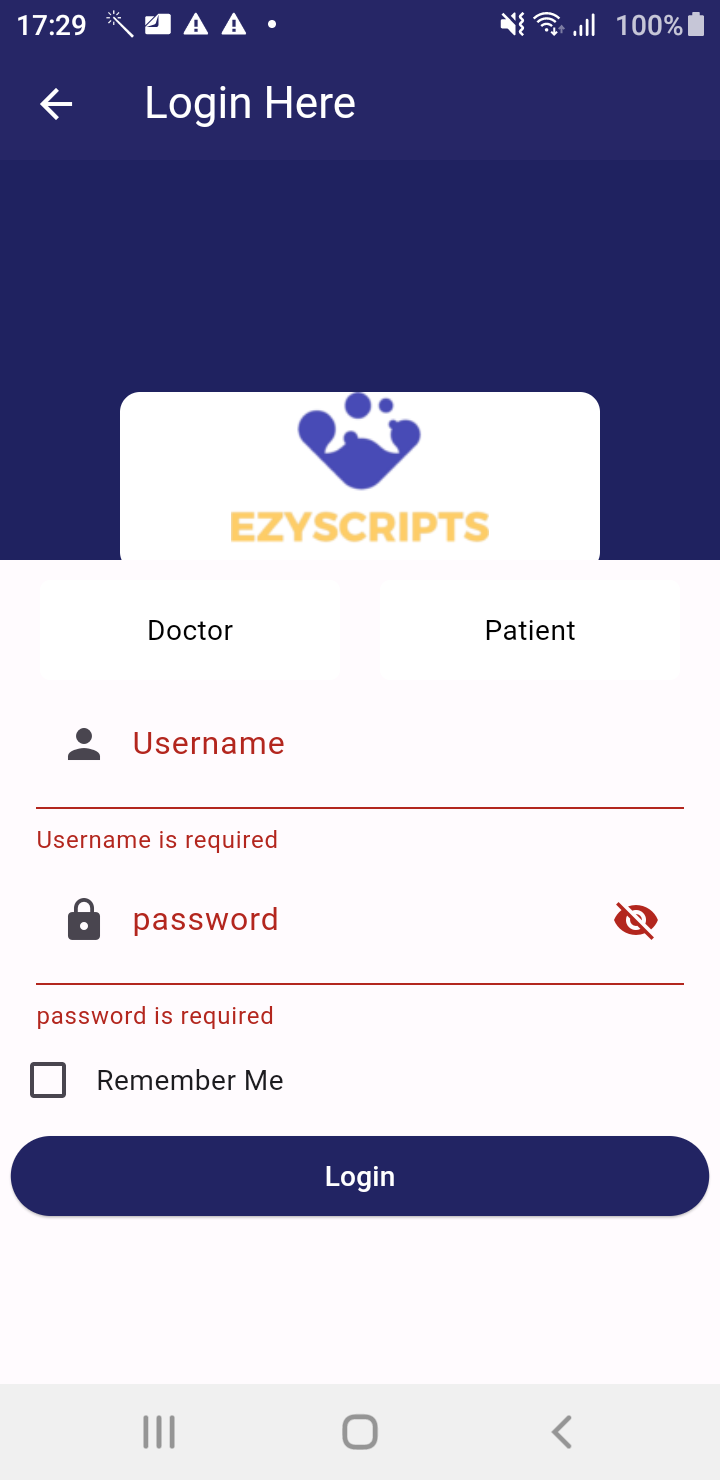 17:29 100%
Login Here
EZYSCRIPTS
Doctor Patient
Username
Username is required
password
password is required
Remember Me
Login